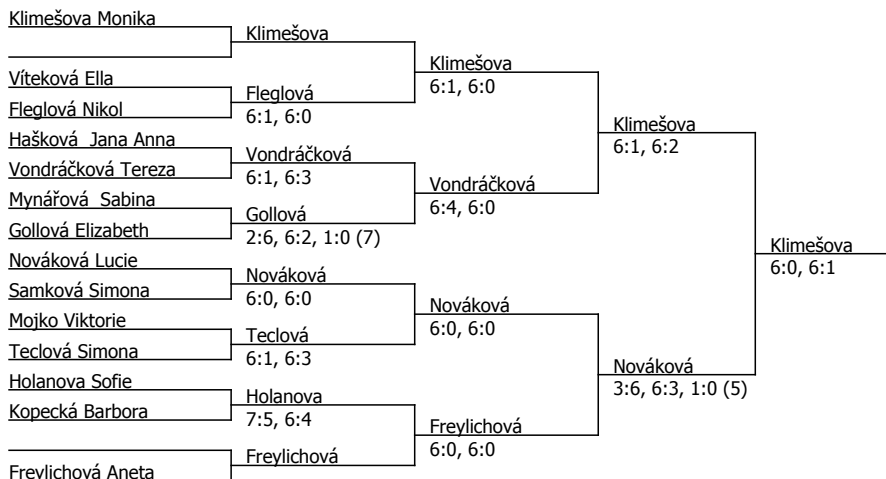 Klimešova Monika
Klimešova
Klimešova
6:1, 6:0
Víteková Ella
Fleglová
6:1, 6:0
Fleglová Nikol
Klimešova
6:1, 6:2
Hašková  Jana Anna
Vondráčková
6:1, 6:3
Vondráčková Tereza
Vondráčková
6:4, 6:0
Mynářová  Sabina
Gollová
2:6, 6:2, 1:0 (7)
Gollová Elizabeth
Klimešova
6:0, 6:1
Nováková Lucie
Nováková
6:0, 6:0
Samková Simona
Nováková
6:0, 6:0
Mojko Viktorie
Teclová
6:1, 6:3
Teclová Simona
Nováková
3:6, 6:3, 1:0 (5)
Holanova Sofie
Holanova
7:5, 6:4
Kopecká Barbora
Freylichová
6:0, 6:0
Freylichová
Freylichová Aneta